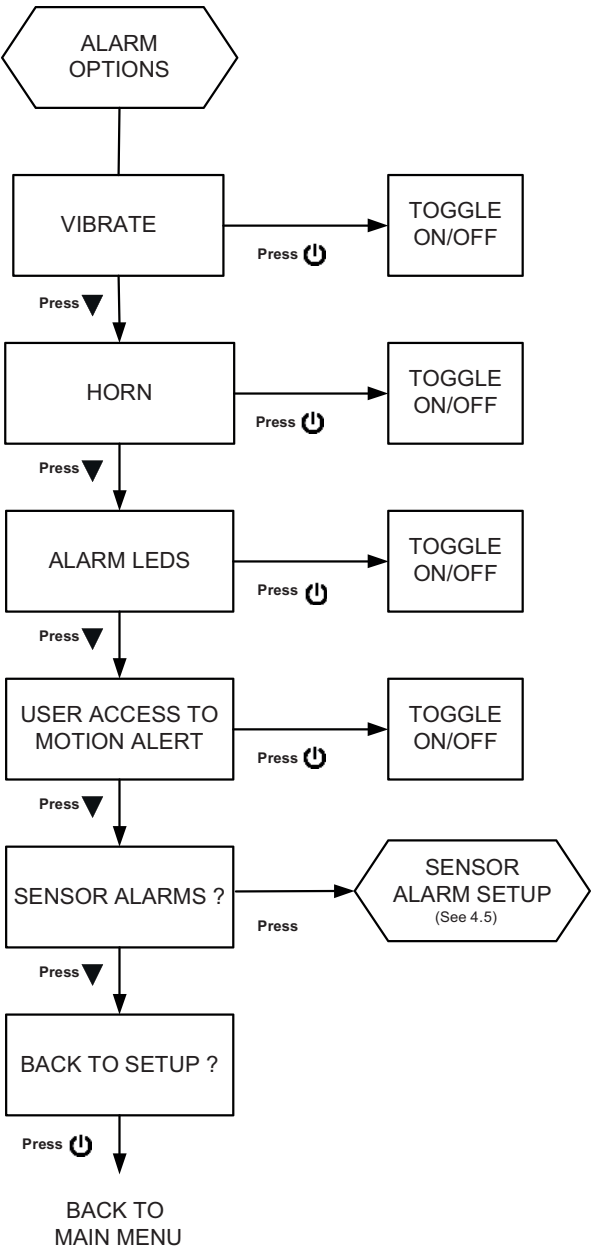 ALARM
OPTIONS
VIBRATE
Press
TOGGLE
ON/OFF
Press
HORN
Press
TOGGLE
ON/OFF
Press
ALARM LEDS
Press
TOGGLE
ON/OFF
Press
USER ACCESS TO
MOTION ALERT
Press
TOGGLE
ON/OFF
Press
SENSOR ALARMS ?
Press
SENSOR
ALARM SETUP
(See 4.5)
Press
BACK TO SETUP ?
Press
BACK TO
MAIN MENU